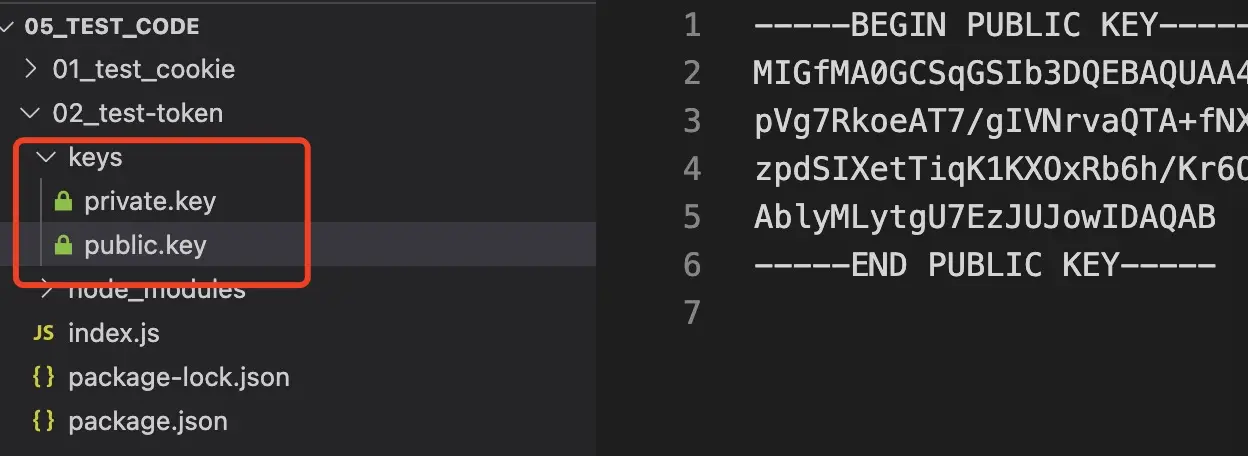 05_TEST_CODE
01_test_cookie
02_test-token
keys
private.key
public.key
node_modules
JS index.js
{} package-lock.json
{} package.json
1 -----BEGIN PUBLIC KEY-----
2 MIGfMA0GCSqGSIb3DQEBAQUAA4
3 pVg7RkoeAT7/gIVNrvaQTA+fNX
4 zpdSIXetTiqK1KXOxRb6h/Kr6O
5 AblyMLytgU7EzJUJowIDAQAB
6 -----END PUBLIC KEY-----
7